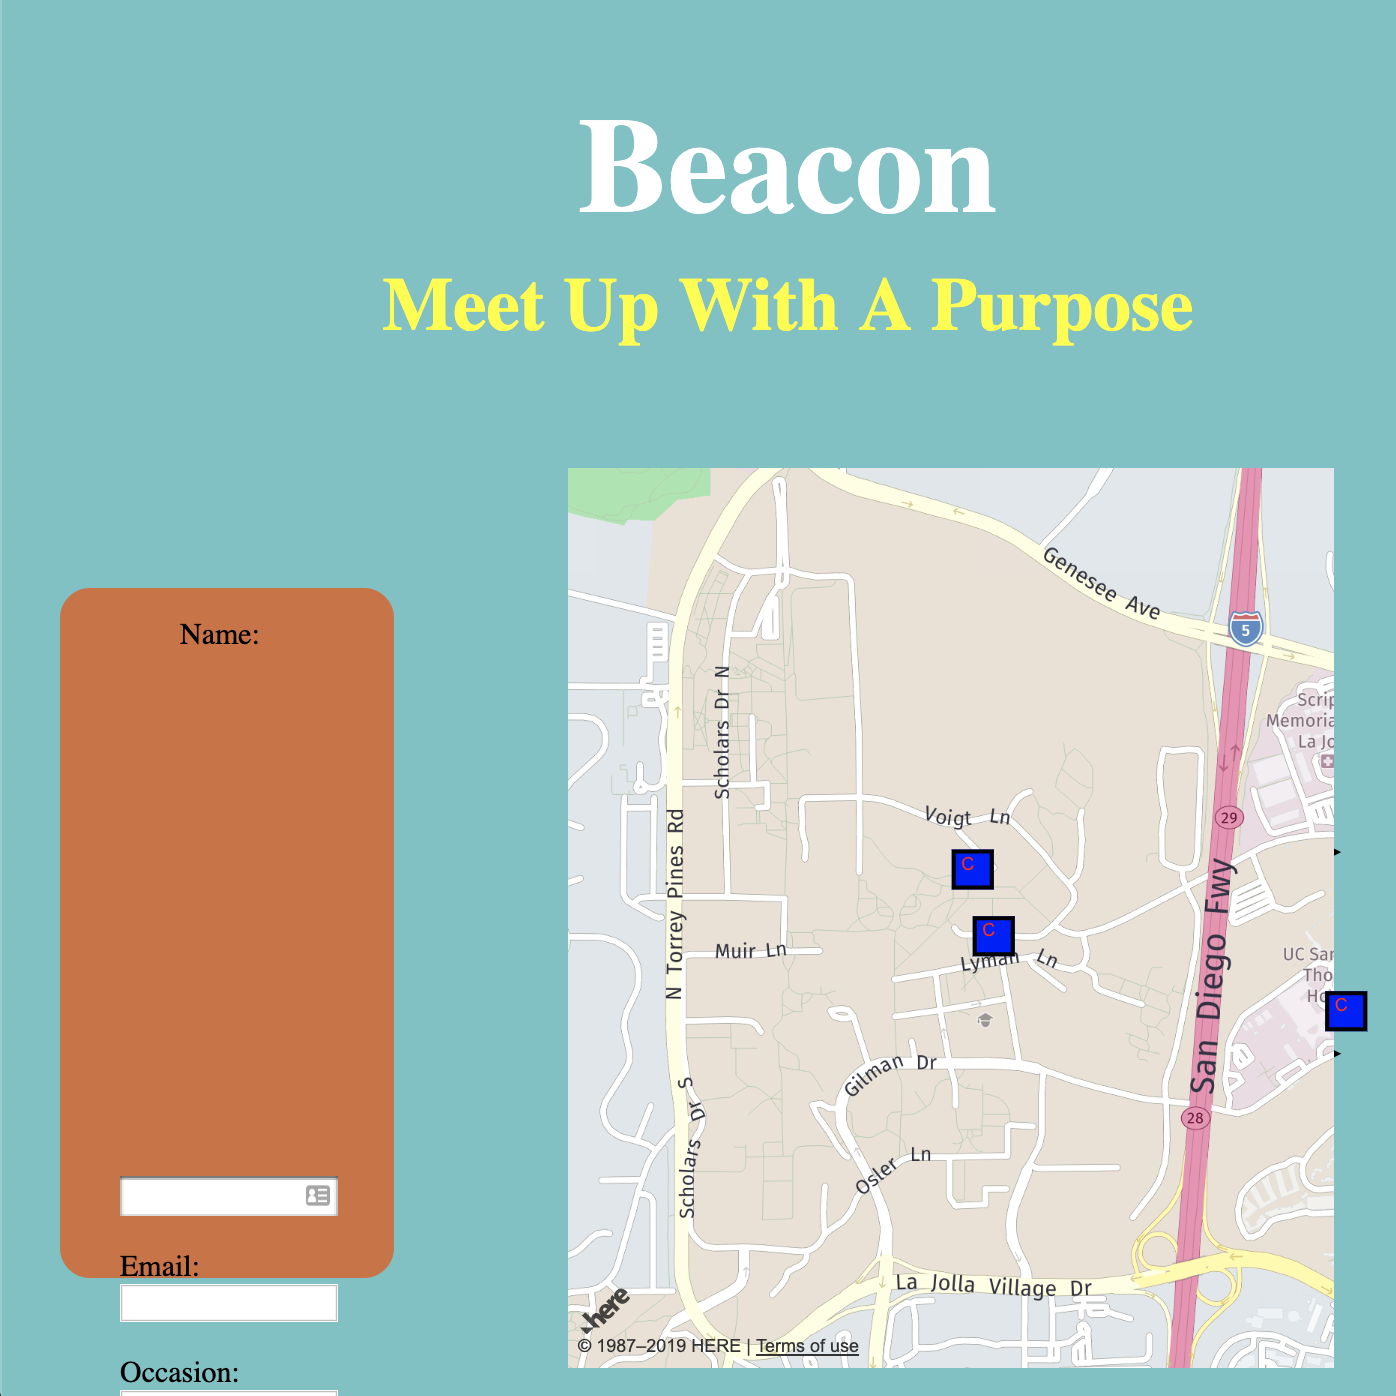 Beacon
Meet Up With A Purpose
Name:
Email:
Occasion:
Genesee Ave
5
Scrip
Memoria
La Jo
Scholars Dr N
29
Voigt Ln
C
N Torrey Pines Rd
San Diego Fwy
C
Muir Ln
Lyman Ln
UC Sar
Tho
Ho
C
Gilman Dr
28
Scholars Dr S
Osler Ln
La Jolla Village Dr
here
© 1987–2019 HERE | Terms of use